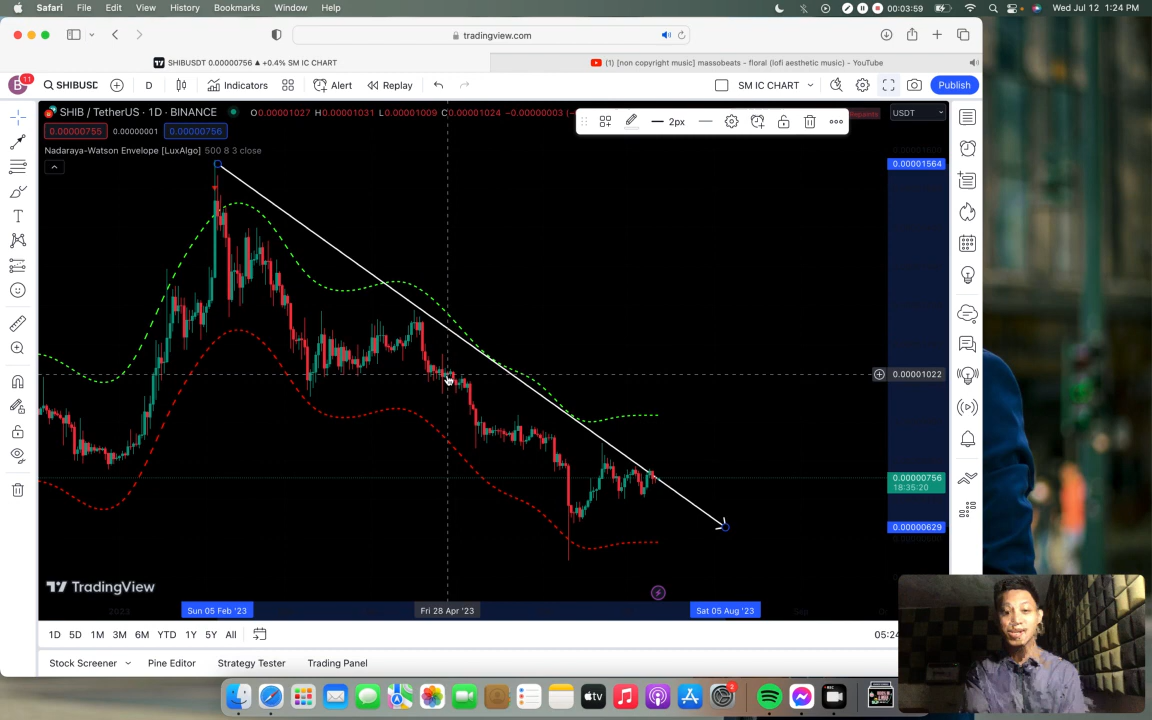 Safari File Edit View History Bookmarks Window Help 00:03:59 Wed Jul 12 1:24 PM
tradingview.com
SHIBUSDT 0.00000756 ▲ +0.4% SM IC CHART
(1) [non copyright music] massobeats - floral (lofi aesthetic music) – YouTube
B 11 SHIBUSD D Indicators Alert Replay SM IC CHART Publish
SHIB / TetherUS · 1D · BINANCE O0.00001027 H0.00001031 L0.00001009 C0.00001024 −0.00000003 USDT
2px
0.00000755 0.00000001 0.00000756
Nadaraya-Watson Envelope [LuxAlgo] 500 8 3 close
0.00001564
0.00001022
0.00000756
18:35:20
0.00000629
TradingView
2023 Sun 05 Feb '23 Fri 28 Apr '23 Sat 05 Aug '23
1D 5D 1M 3M 6M YTD 1Y 5Y All
Stock Screener Pine Editor Strategy Tester Trading Panel
tv
2